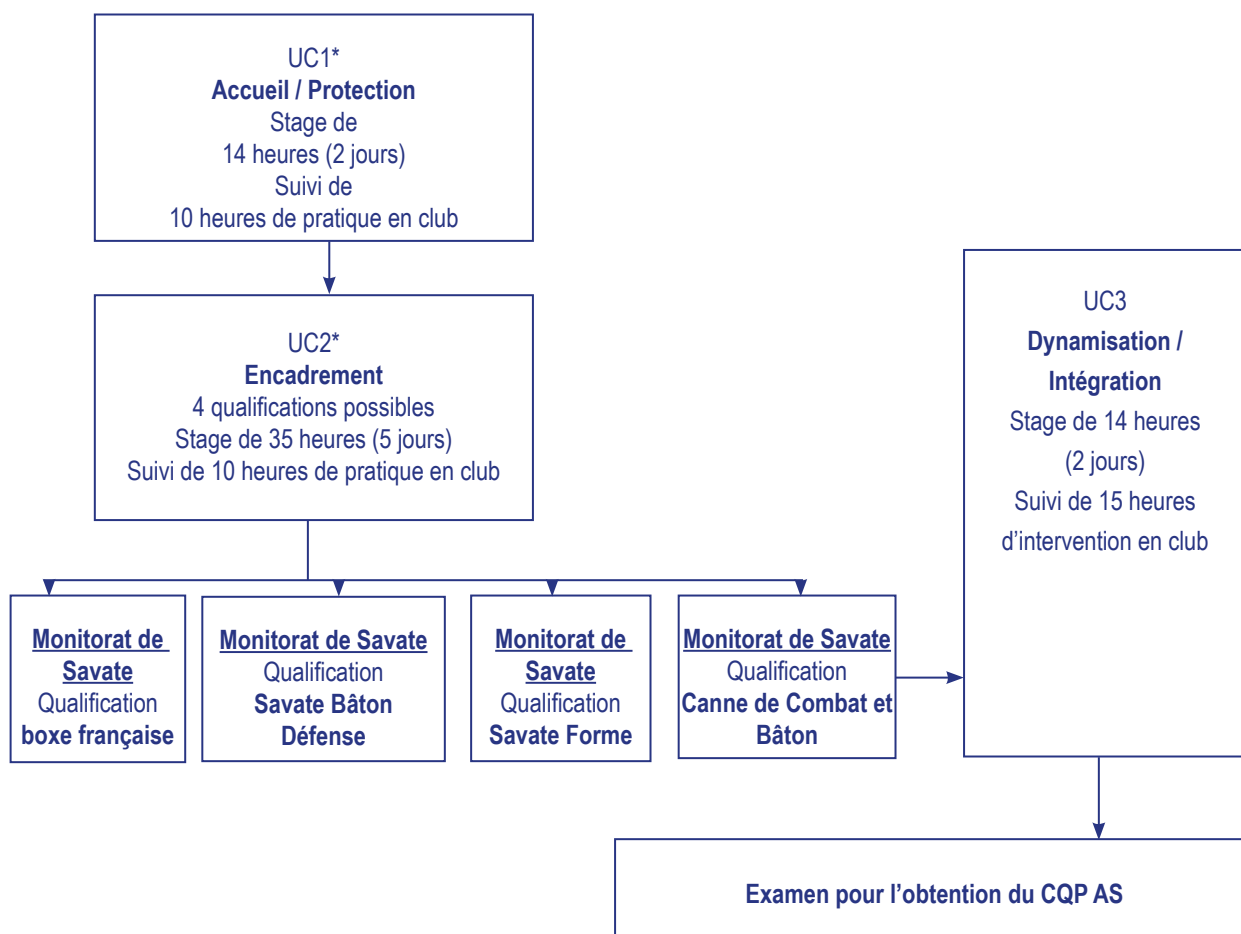 UC1*
Accueil / Protection
Stage de
14 heures (2 jours)
Suivi de
10 heures de pratique en club
UC2*
Encadrement
4 qualifications possibles
Stage de 35 heures (5 jours)
Suivi de 10 heures de pratique en club
Monitorat de
Savate
Qualification
boxe française
Monitorat de Savate
Qualification
Savate Bâton
Défense
Monitorat de
Savate
Qualification
Savate Forme
Monitorat de Savate
Qualification
Canne de Combat et
Bâton
UC3
Dynamisation /
Intégration
Stage de 14 heures
(2 jours)
Suivi de 15 heures
d’intervention en club
Examen pour l’obtention du CQP AS